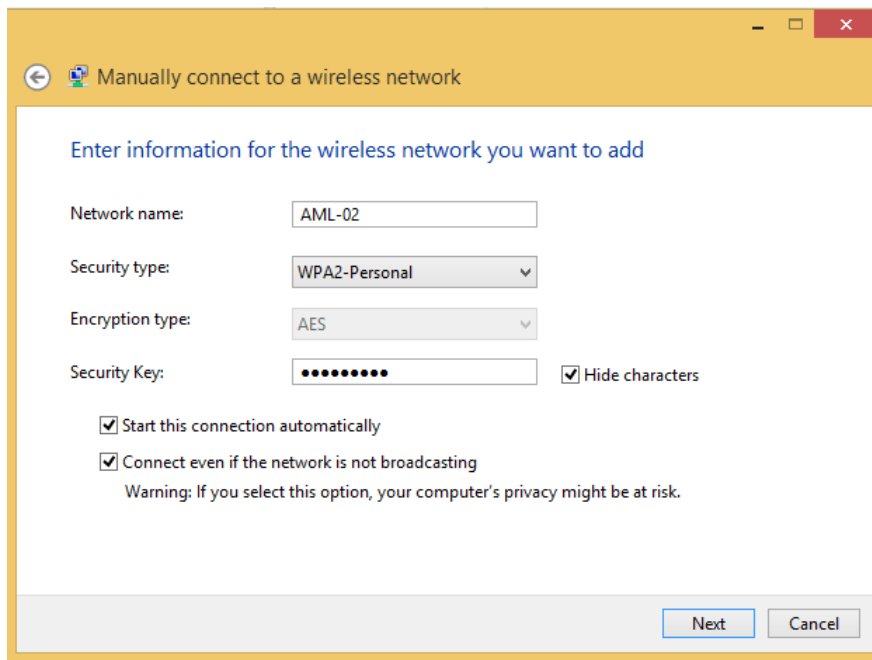 Manually connect to a wireless network
Enter information for the wireless network you want to add
Network name: AML-02
Security type: WPA2-Personal
Encryption type: AES
Security Key: ●●●●●●●●● Hide characters
Start this connection automatically
Connect even if the network is not broadcasting
Warning: If you select this option, your computer's privacy might be at risk.
Next Cancel